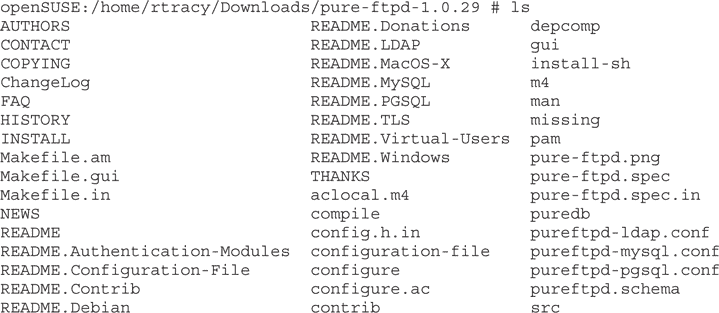 openSUSE:/home/rtracy/Downloads/pure-ftpd-1.0.29 # ls
AUTHORS README.Donations depcomp
CONTACT README.LDAP gui
COPYING README.MacOS-X install-sh
ChangeLog README.MySQL m4
FAQ README.PGSQL man
HISTORY README.TLS missing
INSTALL README.Virtual-Users pam
Makefile.am README.Windows pure-ftpd.png
Makefile.gui THANKS pure-ftpd.spec
Makefile.in aclocal.m4 pure-ftpd.spec.in
NEWS compile puredb
README config.h.in pureftpd-ldap.conf
README.Authentication-Modules configuration-file pureftpd-mysql.conf
README.Configuration-File configure pureftpd-pgsql.conf
README.Contrib configure.ac pureftpd.schema
README.Debian contrib src